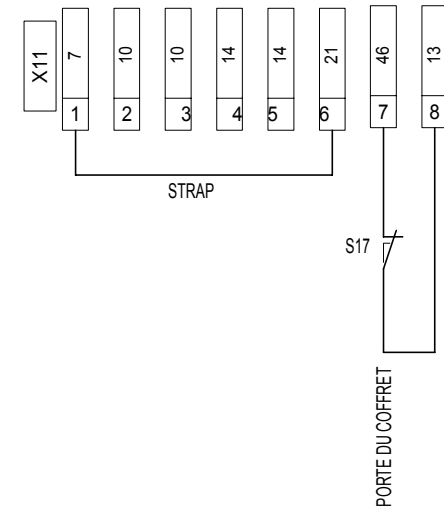 X11
7 10 10 14 14 21 46 13
1 2 3 4 5 6 7 8
STRAP
S17
PORTE DU COFFRET